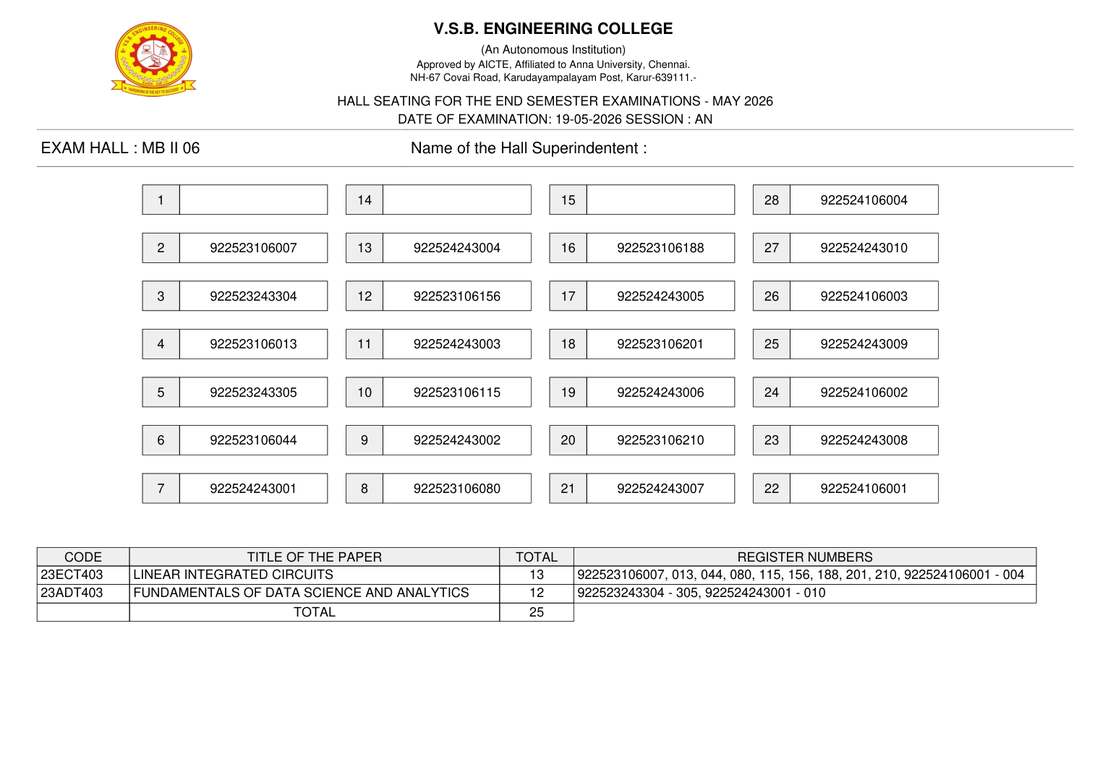 V.S.B. ENGINEERING COLLEGE
(An Autonomous Institution)
Approved by AICTE, Affiliated to Anna University, Chennai.
NH-67 Covai Road, Karudayampalayam Post, Karur-639111.-
HALL SEATING FOR THE END SEMESTER EXAMINATIONS - MAY 2026
DATE OF EXAMINATION: 19-05-2026 SESSION : AN
EXAM HALL : MB II 06 Name of the Hall Superindentent :
1 14 15 28 922524106004
2 922523106007 13 922524243004 16 922523106188 27 922524243010
3 922523243304 12 922523106156 17 922524243005 26 922524106003
4 922523106013 11 922524243003 18 922523106201 25 922524243009
5 922523243305 10 922523106115 19 922524243006 24 922524106002
6 922523106044 9 922524243002 20 922523106210 23 922524243008
7 922524243001 8 922523106080 21 922524243007 22 922524106001
CODE TITLE OF THE PAPER TOTAL REGISTER NUMBERS
23ECT403 LINEAR INTEGRATED CIRCUITS 13 922523106007, 013, 044, 080, 115, 156, 188, 201, 210, 922524106001 - 004
23ADT403 FUNDAMENTALS OF DATA SCIENCE AND ANALYTICS 12 922523243304 - 305, 922524243001 - 010
TOTAL 25